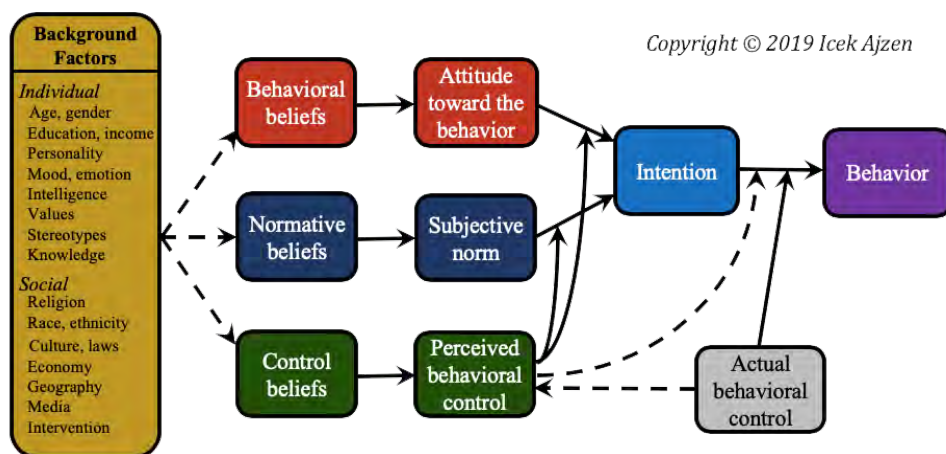 Background
Factors
Individual
Age, gender
Education, income
Personality
Mood, emotion
Intelligence
Values
Stereotypes
Knowledge
Social
Religion
Race, ethnicity
Culture, laws
Economy
Geography
Media
Intervention
Copyright © 2019 Icek Ajzen
Behavioral
beliefs
Attitude
toward the
behavior
Normative
beliefs
Subjective
norm
Control
beliefs
Perceived
behavioral
control
Intention
Behavior
Actual
behavioral
control